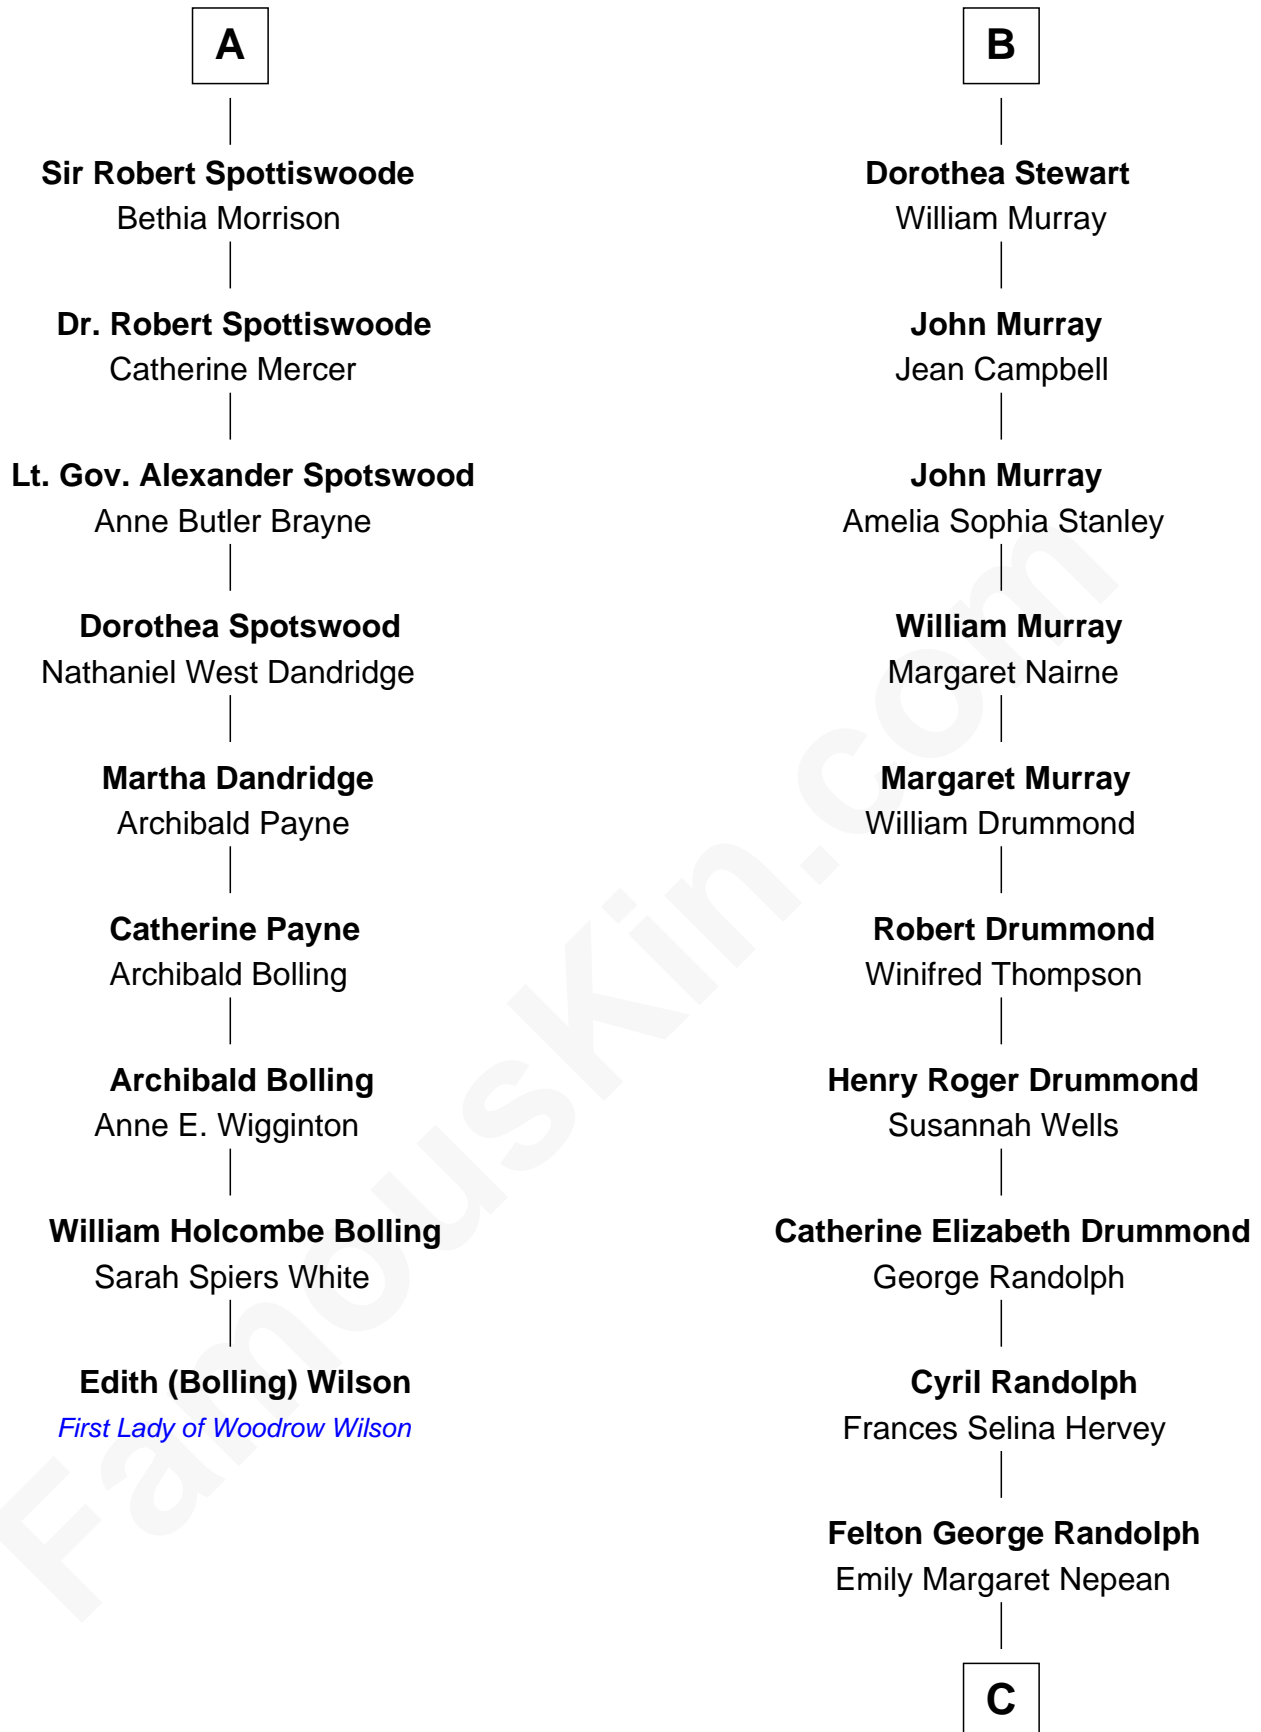 A
Sir Robert Spottiswoode
Bethia Morrison
Dr. Robert Spottiswoode
Catherine Mercer
Lt. Gov. Alexander Spotswood
Anne Butler Brayne
Dorothea Spotswood
Nathaniel West Dandridge
Martha Dandridge
Archibald Payne
Catherine Payne
Archibald Bolling
Archibald Bolling
Anne E. Wigginton
William Holcombe Bolling
Sarah Spiers White
Edith (Bolling) Wilson
First Lady of Woodrow Wilson
B
Dorothea Stewart
William Murray
John Murray
Jean Campbell
John Murray
Amelia Sophia Stanley
William Murray
Margaret Nairne
Margaret Murray
William Drummond
Robert Drummond
Winifred Thompson
Henry Roger Drummond
Susannah Wells
Catherine Elizabeth Drummond
George Randolph
Cyril Randolph
Frances Selina Hervey
Felton George Randolph
Emily Margaret Nepean
C
FamousKin.com